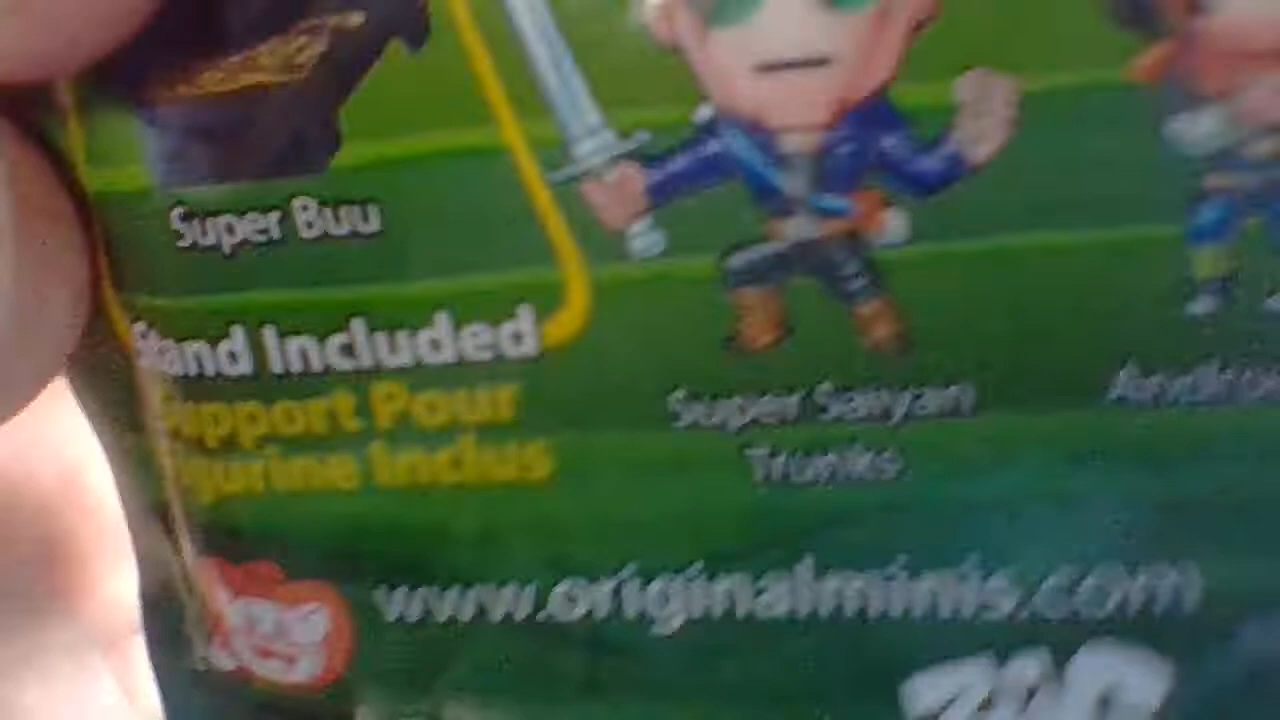 Super Buu
Stand Included
Support Pour
Figurine Inclus
Super Saiyan
Trunks
www.originalminis.com